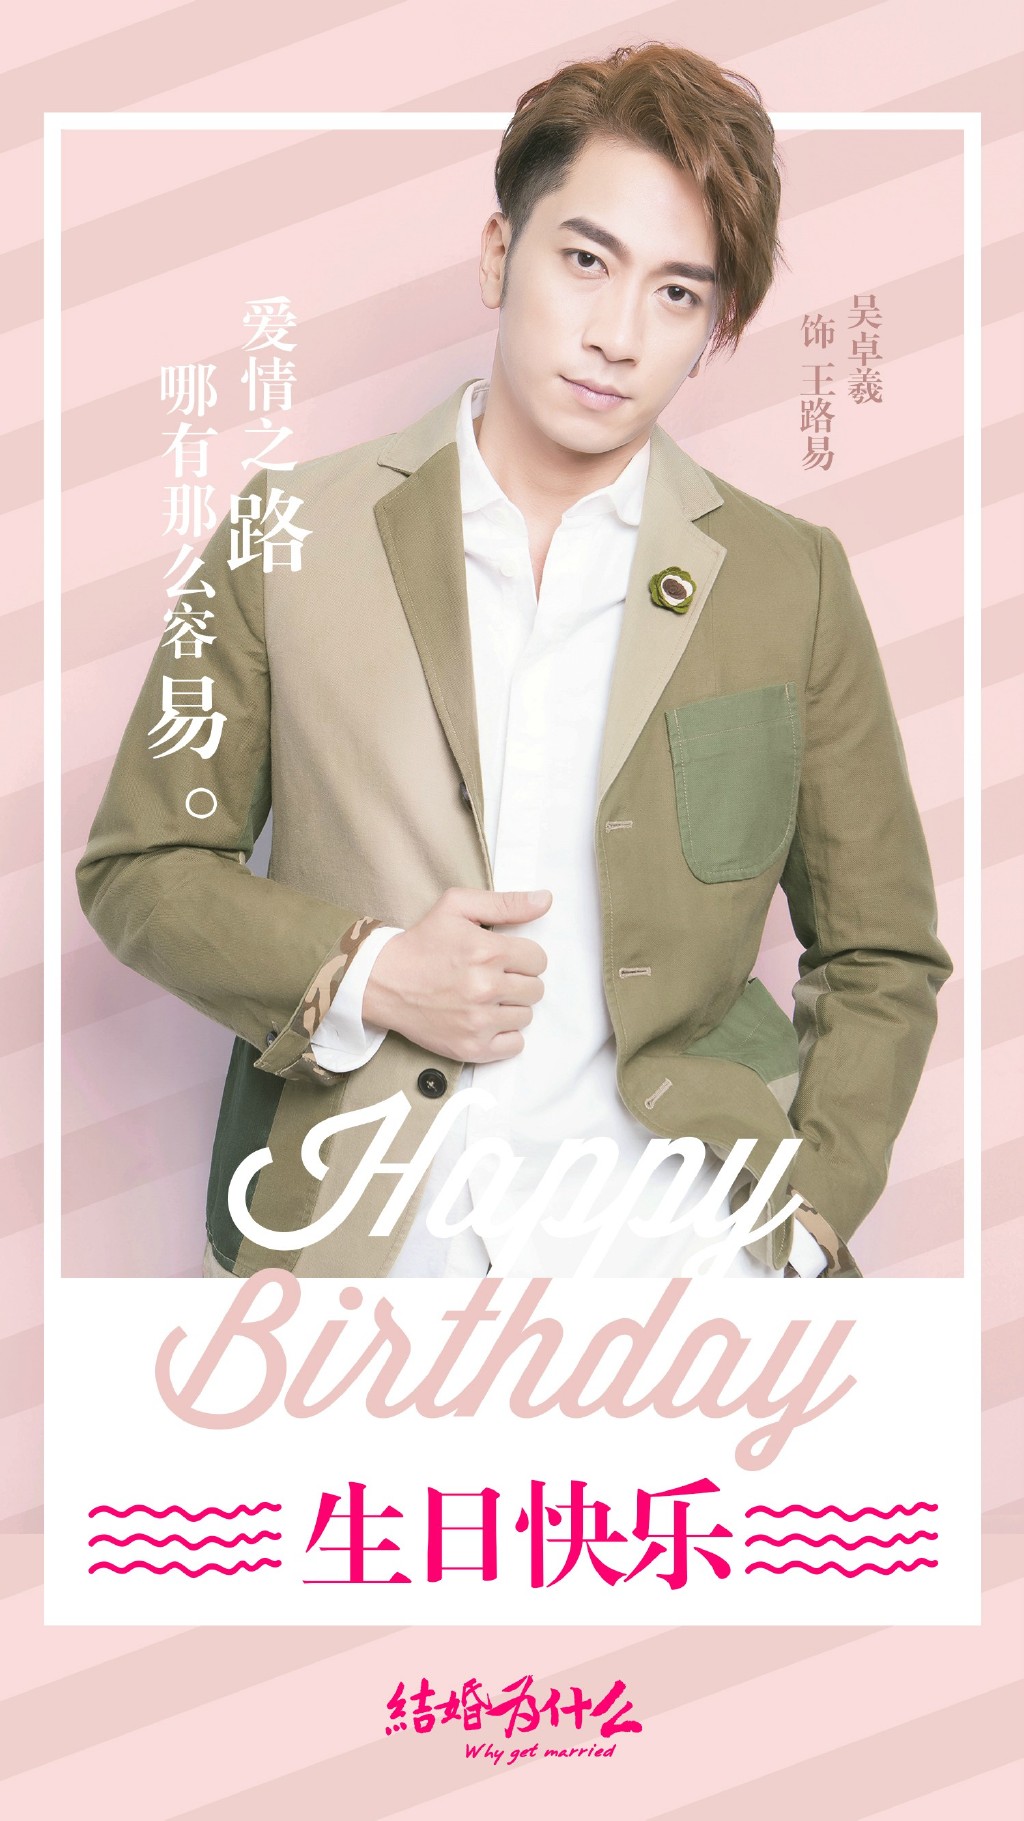 爱情之路
哪有那么容易。
吴卓羲
饰 王路易
Happy
Birthday
生日快乐
結婚为什么
Why get married